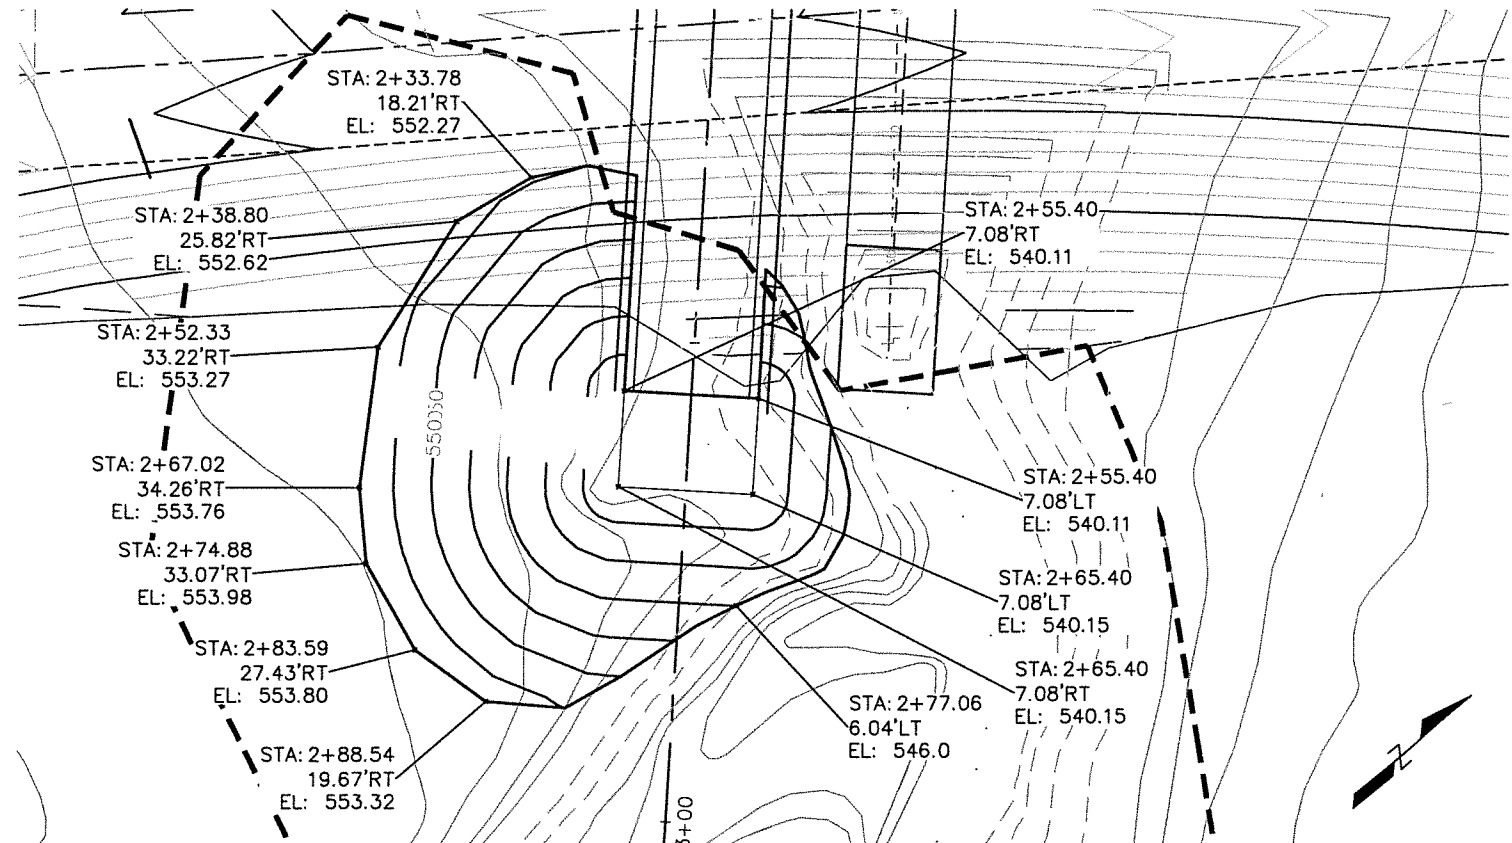 STA: 2+33.78
18.21'RT
EL: 552.27
STA: 2+38.80
25.82'RT
EL: 552.62
STA: 2+55.40
7.08'RT
EL: 540.11
STA: 2+52.33
33.22'RT
EL: 553.27
STA: 2+67.02
34.26'RT
EL: 553.76
STA: 2+55.40
7.08'LT
EL: 540.11
STA: 2+74.88
33.07'RT
EL: 553.98
STA: 2+65.40
7.08'LT
EL: 540.15
STA: 2+83.59
27.43'RT
EL: 553.80
STA: 2+65.40
7.08'RT
EL: 540.15
STA: 2+77.06
6.04'LT
EL: 546.0
STA: 2+88.54
19.67'RT
EL: 553.32